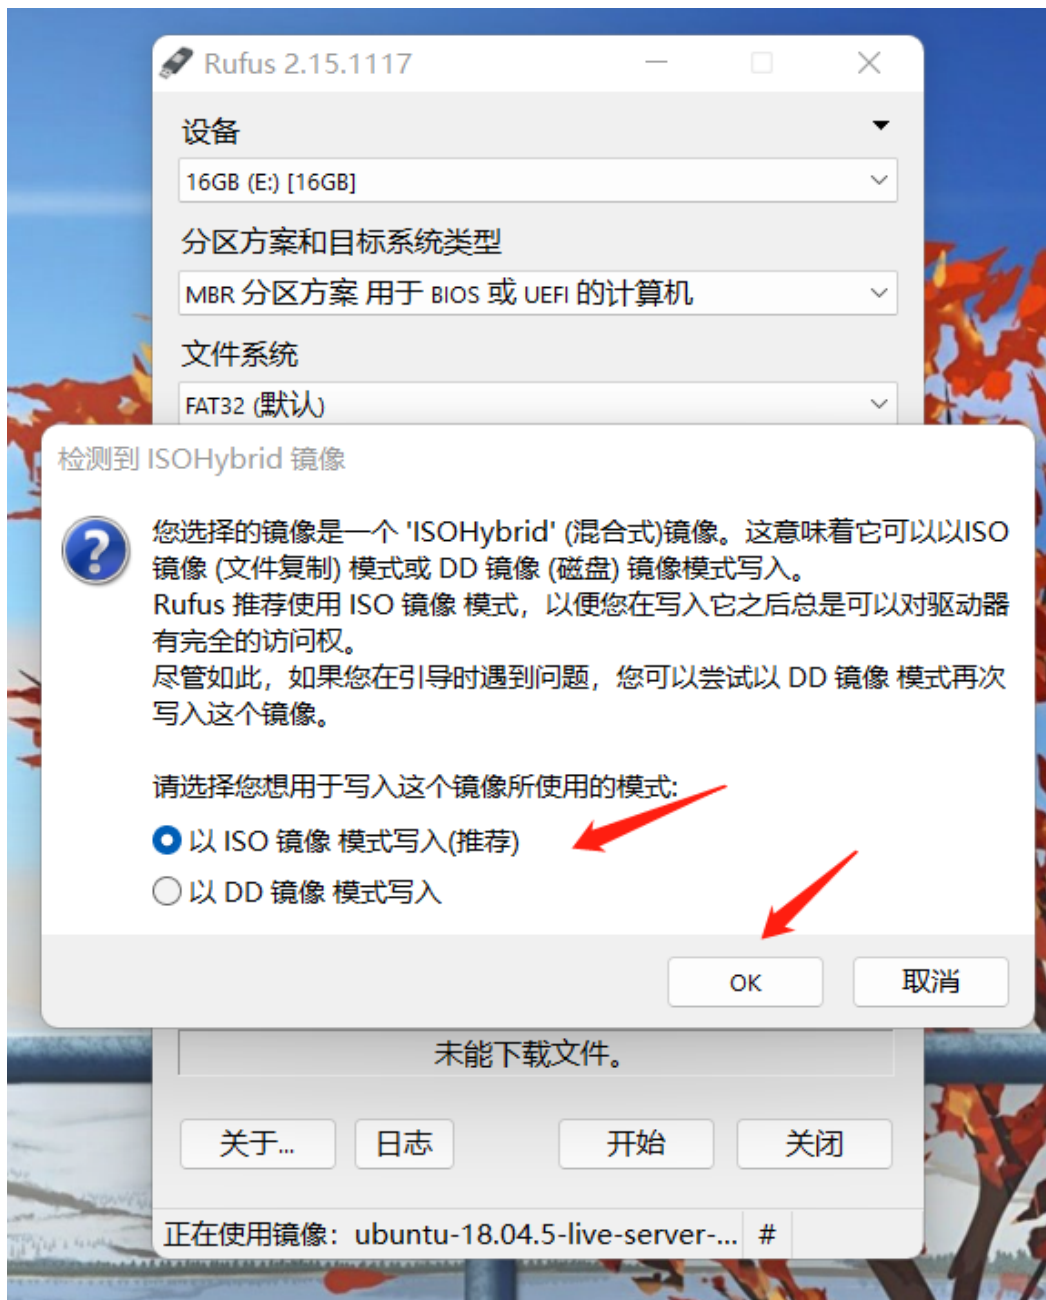 Rufus 2.15.1117
设备
16GB (E:) [16GB]
分区方案和目标系统类型
MBR 分区方案 用于 BIOS 或 UEFI 的计算机
文件系统
FAT32 (默认)
检测到 ISOHybrid 镜像
您选择的镜像是一个 'ISOHybrid' (混合式)镜像。这意味着它可以以ISO
镜像 (文件复制) 模式或 DD 镜像 (磁盘) 镜像模式写入。
Rufus 推荐使用 ISO 镜像 模式，以便您在写入它之后总是可以对驱动器
有完全的访问权。
尽管如此，如果您在引导时遇到问题，您可以尝试以 DD 镜像 模式再次
写入这个镜像。
请选择您想用于写入这个镜像所使用的模式:
以 ISO 镜像 模式写入(推荐)
以 DD 镜像 模式写入
OK 取消
未能下载文件。
关于... 日志 开始 关闭
正在使用镜像：ubuntu-18.04.5-live-server-... #